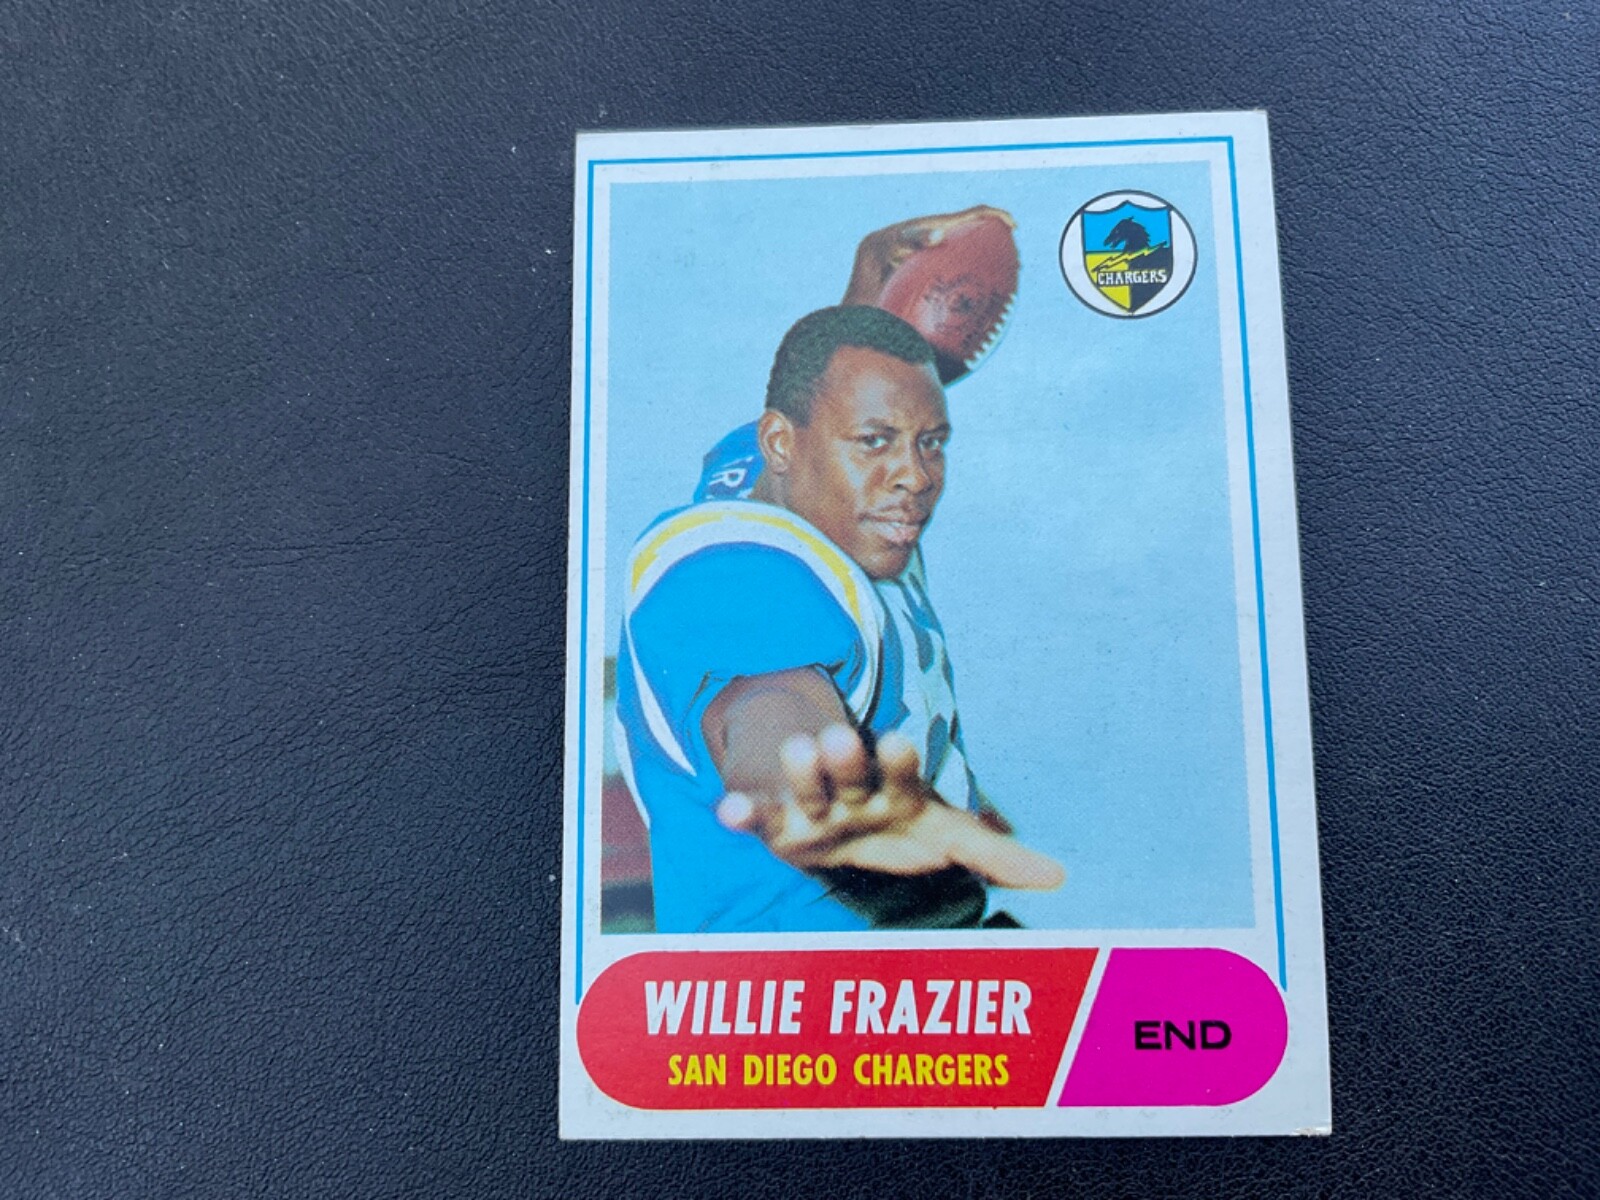 CHARGERS
WILLIE FRAZIER
SAN DIEGO CHARGERS
END